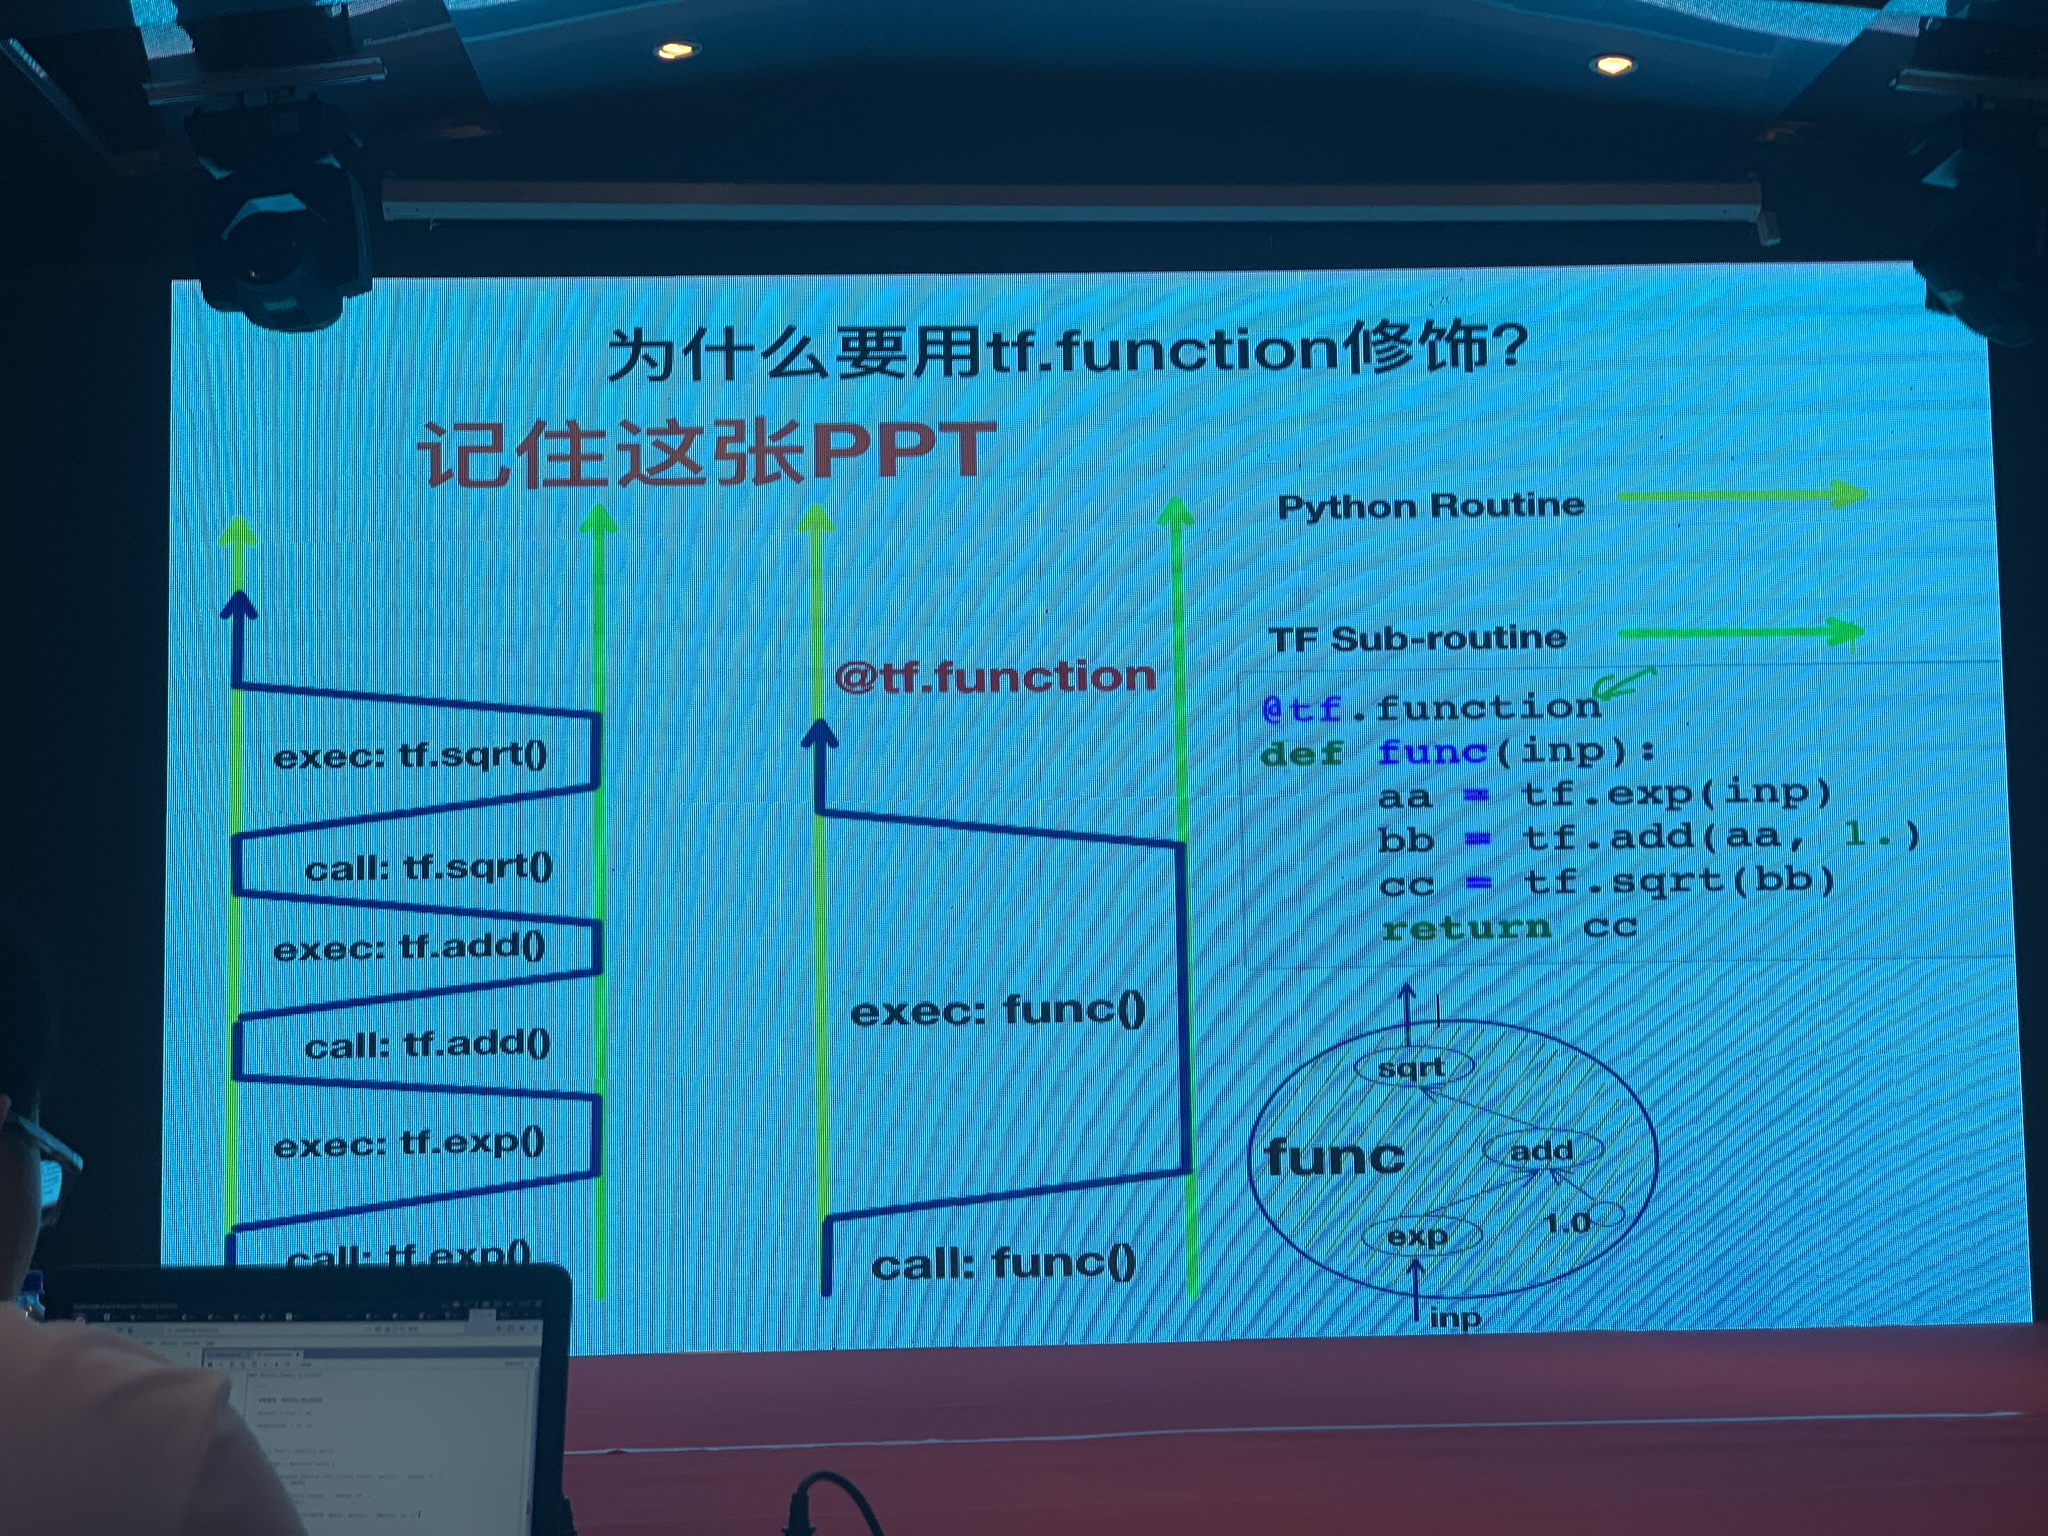 为什么要用tf.function修饰?
记住这张PPT
exec: tf.sqrt()
call: tf.sqrt()
exec: tf.add()
call: tf.add()
exec: tf.exp()
call: tf.exp()
@tf.function
exec: func()
call: func()
Python Routine
TF Sub-routine
@tf.function
def func(inp):
    aa = tf.exp(inp)
    bb = tf.add(aa, 1.)
    cc = tf.sqrt(bb)
    return cc
sqrt
func
add
1.0
exp
inp